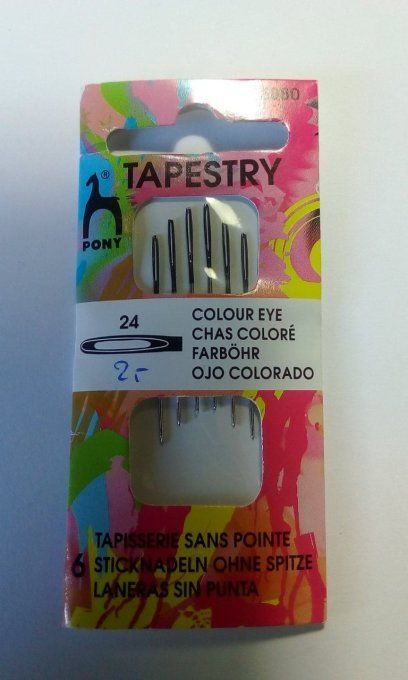 TAPESTRY
®
PONY
24
2,-
COLOUR EYE
CHAS COLORÉ
FARBÖHR
OJO COLORADO
6
TAPISSERIE SANS POINTE
STICKNADELN OHNE SPITZE
LANERAS SIN PUNTA